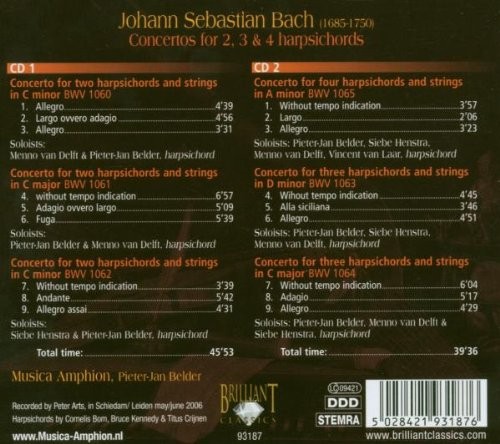 Johann Sebastian Bach (1685-1750)
Concertos for 2, 3 & 4 harpsichords
CD 1
Concerto for two harpsichords and strings
in C minor BWV 1060
1. Allegro 4'39
2. Largo ovvero adagio 4'56
3. Allegro 3'31
Soloists:
Menno van Delft & Pieter-Jan Belder, harpsichord
Concerto for two harpsichords and strings
in C major BWV 1061
4. without tempo indication 6'57
5. Adagio ovvero largo 5'09
6. Fuga 5'39
Soloists:
Pieter-Jan Belder & Menno van Delft, harpsichord
Concerto for two harpsichords and strings
in C minor BWV 1062
7. Without tempo indication 3'39
8. Andante 5'42
9. Allegro assai 4'31
Soloists:
Siebe Henstra & Pieter-Jan Belder, harpsichord
Total time: 45'53
CD 2
Concerto for four harpsichords and strings
in A minor BWV 1065
1. Without tempo indication 3'57
2. Largo 2'06
3. Allegro 3'23
Soloists: Pieter-Jan Belder, Siebe Henstra,
Menno van Delft, Vincent van Laar, harpsichord
Concerto for three harpsichords and strings
in D minor BWV 1063
4. Without tempo indication 4'45
5. Alla siciliana 3'46
6. Allegro 4'51
Soloists: Pieter-Jan Belder, Siebe Henstra,
Menno van Delft, harpsichord
Concerto for three harpsichords and strings
in C major BWV 1064
7. Without tempo indication 6'04
8. Adagio 5'17
9. Allegro 4'29
Soloists: Pieter-Jan Belder, Menno van Delft &
Siebe Henstra, harpsichord
Total time: 39'36
Musica Amphion, Pieter-Jan Belder
Recorded by Peter Arts, in Schiedam/ Leiden may/june 2006
Harpsichords by Cornelis Bom, Bruce Kennedy & Titus Crijnen
www.Musica-Amphion.nl
BRILLIANT
CLASSICS
93187
LC 09421
DDD
STEMRA
5 028421 931876
www.brilliantclassics.com